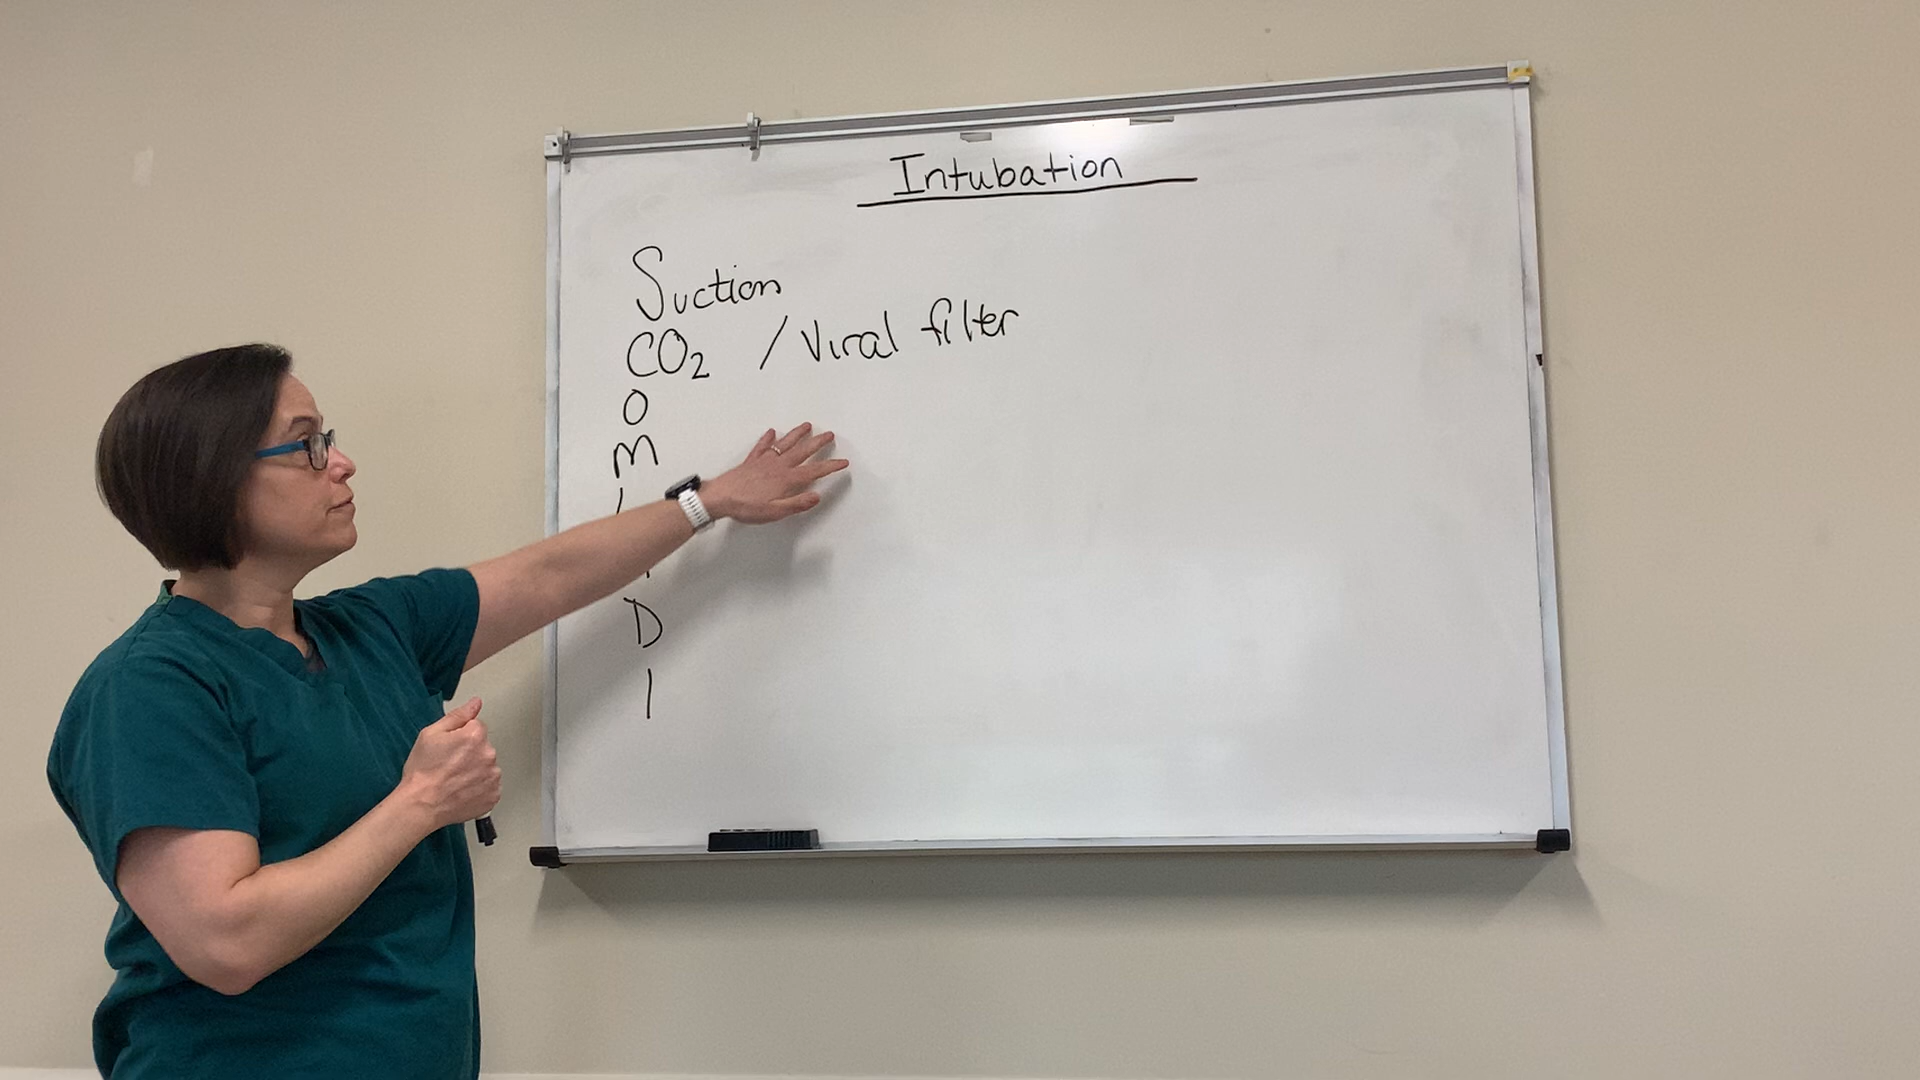 Intubation
Suction
CO₂ / Viral filter
O
M
D
I